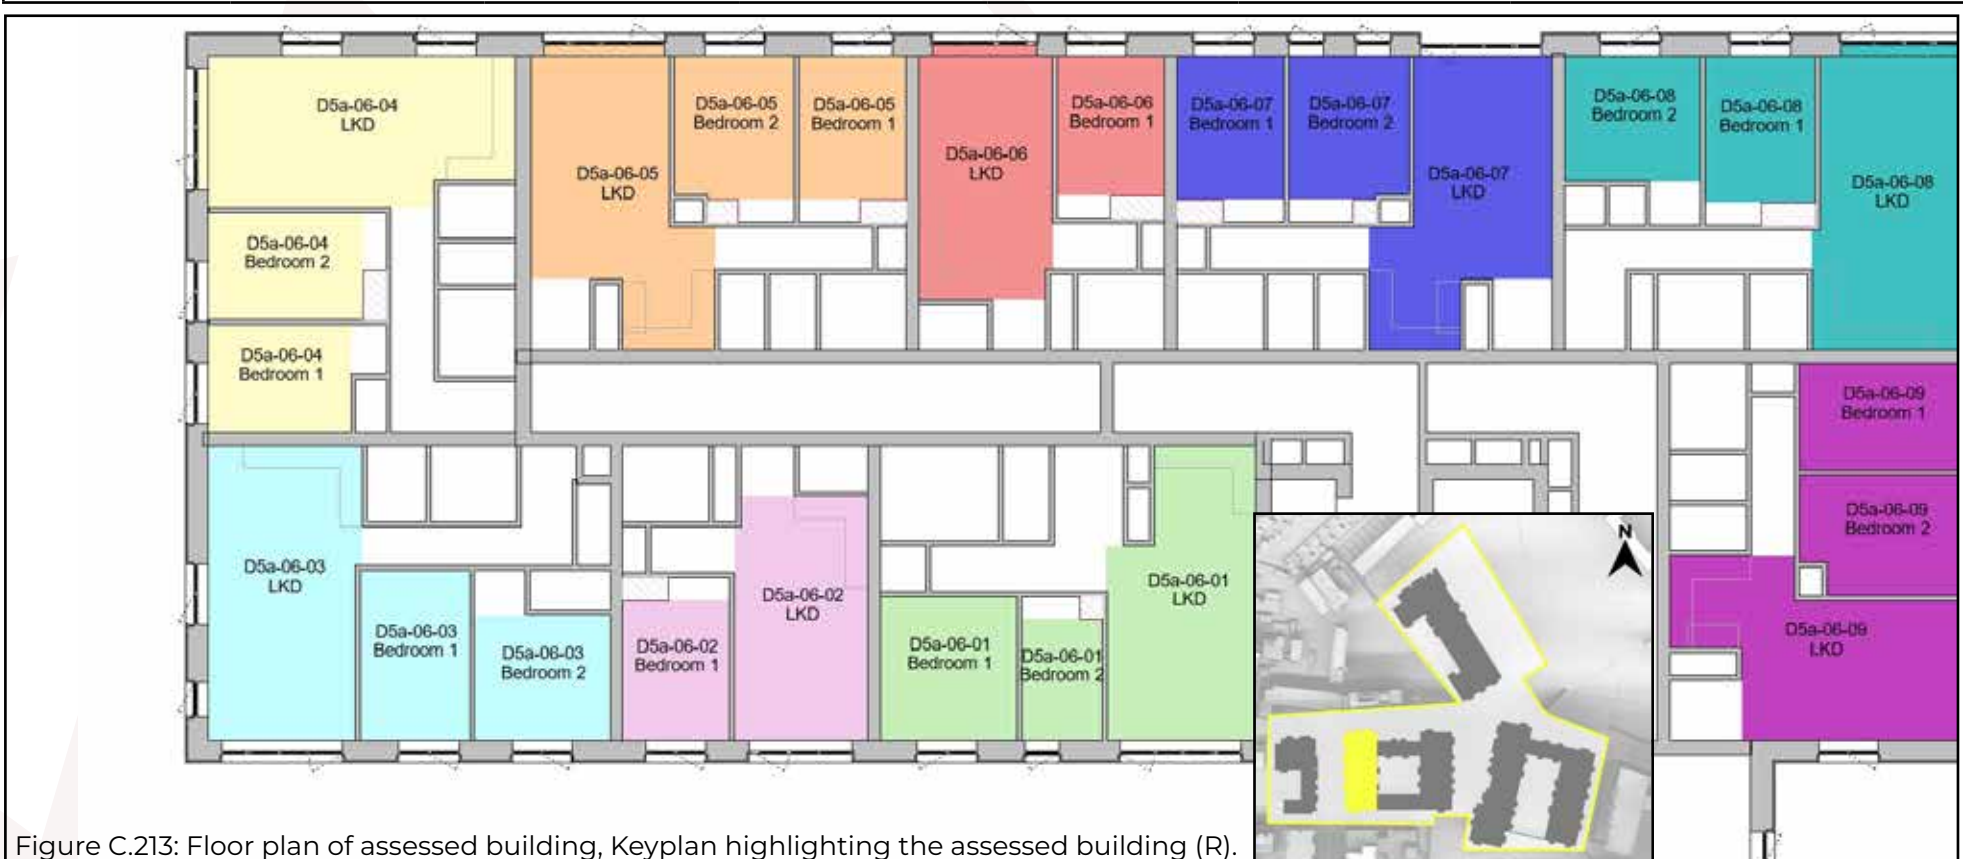 D5a-06-04
LKD
D5a-06-05
Bedroom 2
D5a-06-05
Bedroom 1
D5a-06-05
LKD
D5a-06-06
LKD
D5a-06-06
Bedroom 1
D5a-06-07
Bedroom 1
D5a-06-07
Bedroom 2
D5a-06-07
LKD
D5a-06-08
Bedroom 2
D5a-06-08
Bedroom 1
D5a-06-08
LKD
D5a-06-04
Bedroom 2
D5a-06-04
Bedroom 1
D5a-06-09
Bedroom 1
D5a-06-09
Bedroom 2
D5a-06-09
LKD
D5a-06-03
LKD
D5a-06-03
Bedroom 1
D5a-06-03
Bedroom 2
D5a-06-02
Bedroom 1
D5a-06-02
LKD
D5a-06-01
Bedroom 1
D5a-06-01
Bedroom 2
D5a-06-01
LKD
N
Figure C.213: Floor plan of assessed building, Keyplan highlighting the assessed building (R).